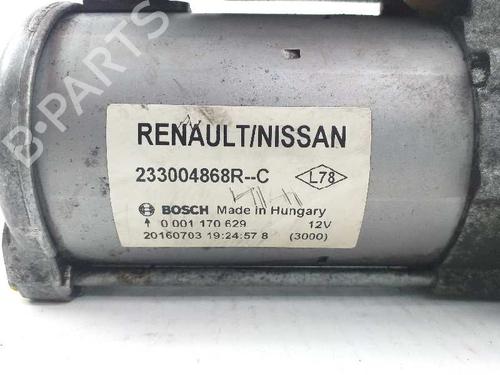 B-PARTS
RENAULT/NISSAN
233004868R--C L78
BOSCH Made in Hungary
0 001 170 629 12V
20160703 19:24:57 8 (3000)